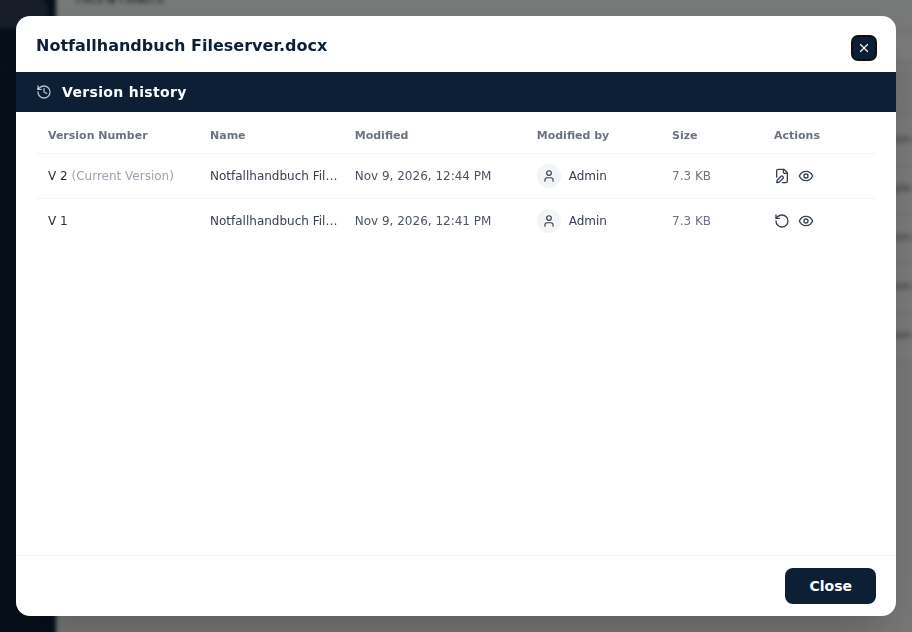 Notfallhandbuch Fileserver.docx
Version history
Version Number Name Modified Modified by Size Actions
V 2 (Current Version) Notfallhandbuch Fil... Nov 9, 2026, 12:44 PM Admin 7.3 KB
V 1 Notfallhandbuch Fil... Nov 9, 2026, 12:41 PM Admin 7.3 KB
Close